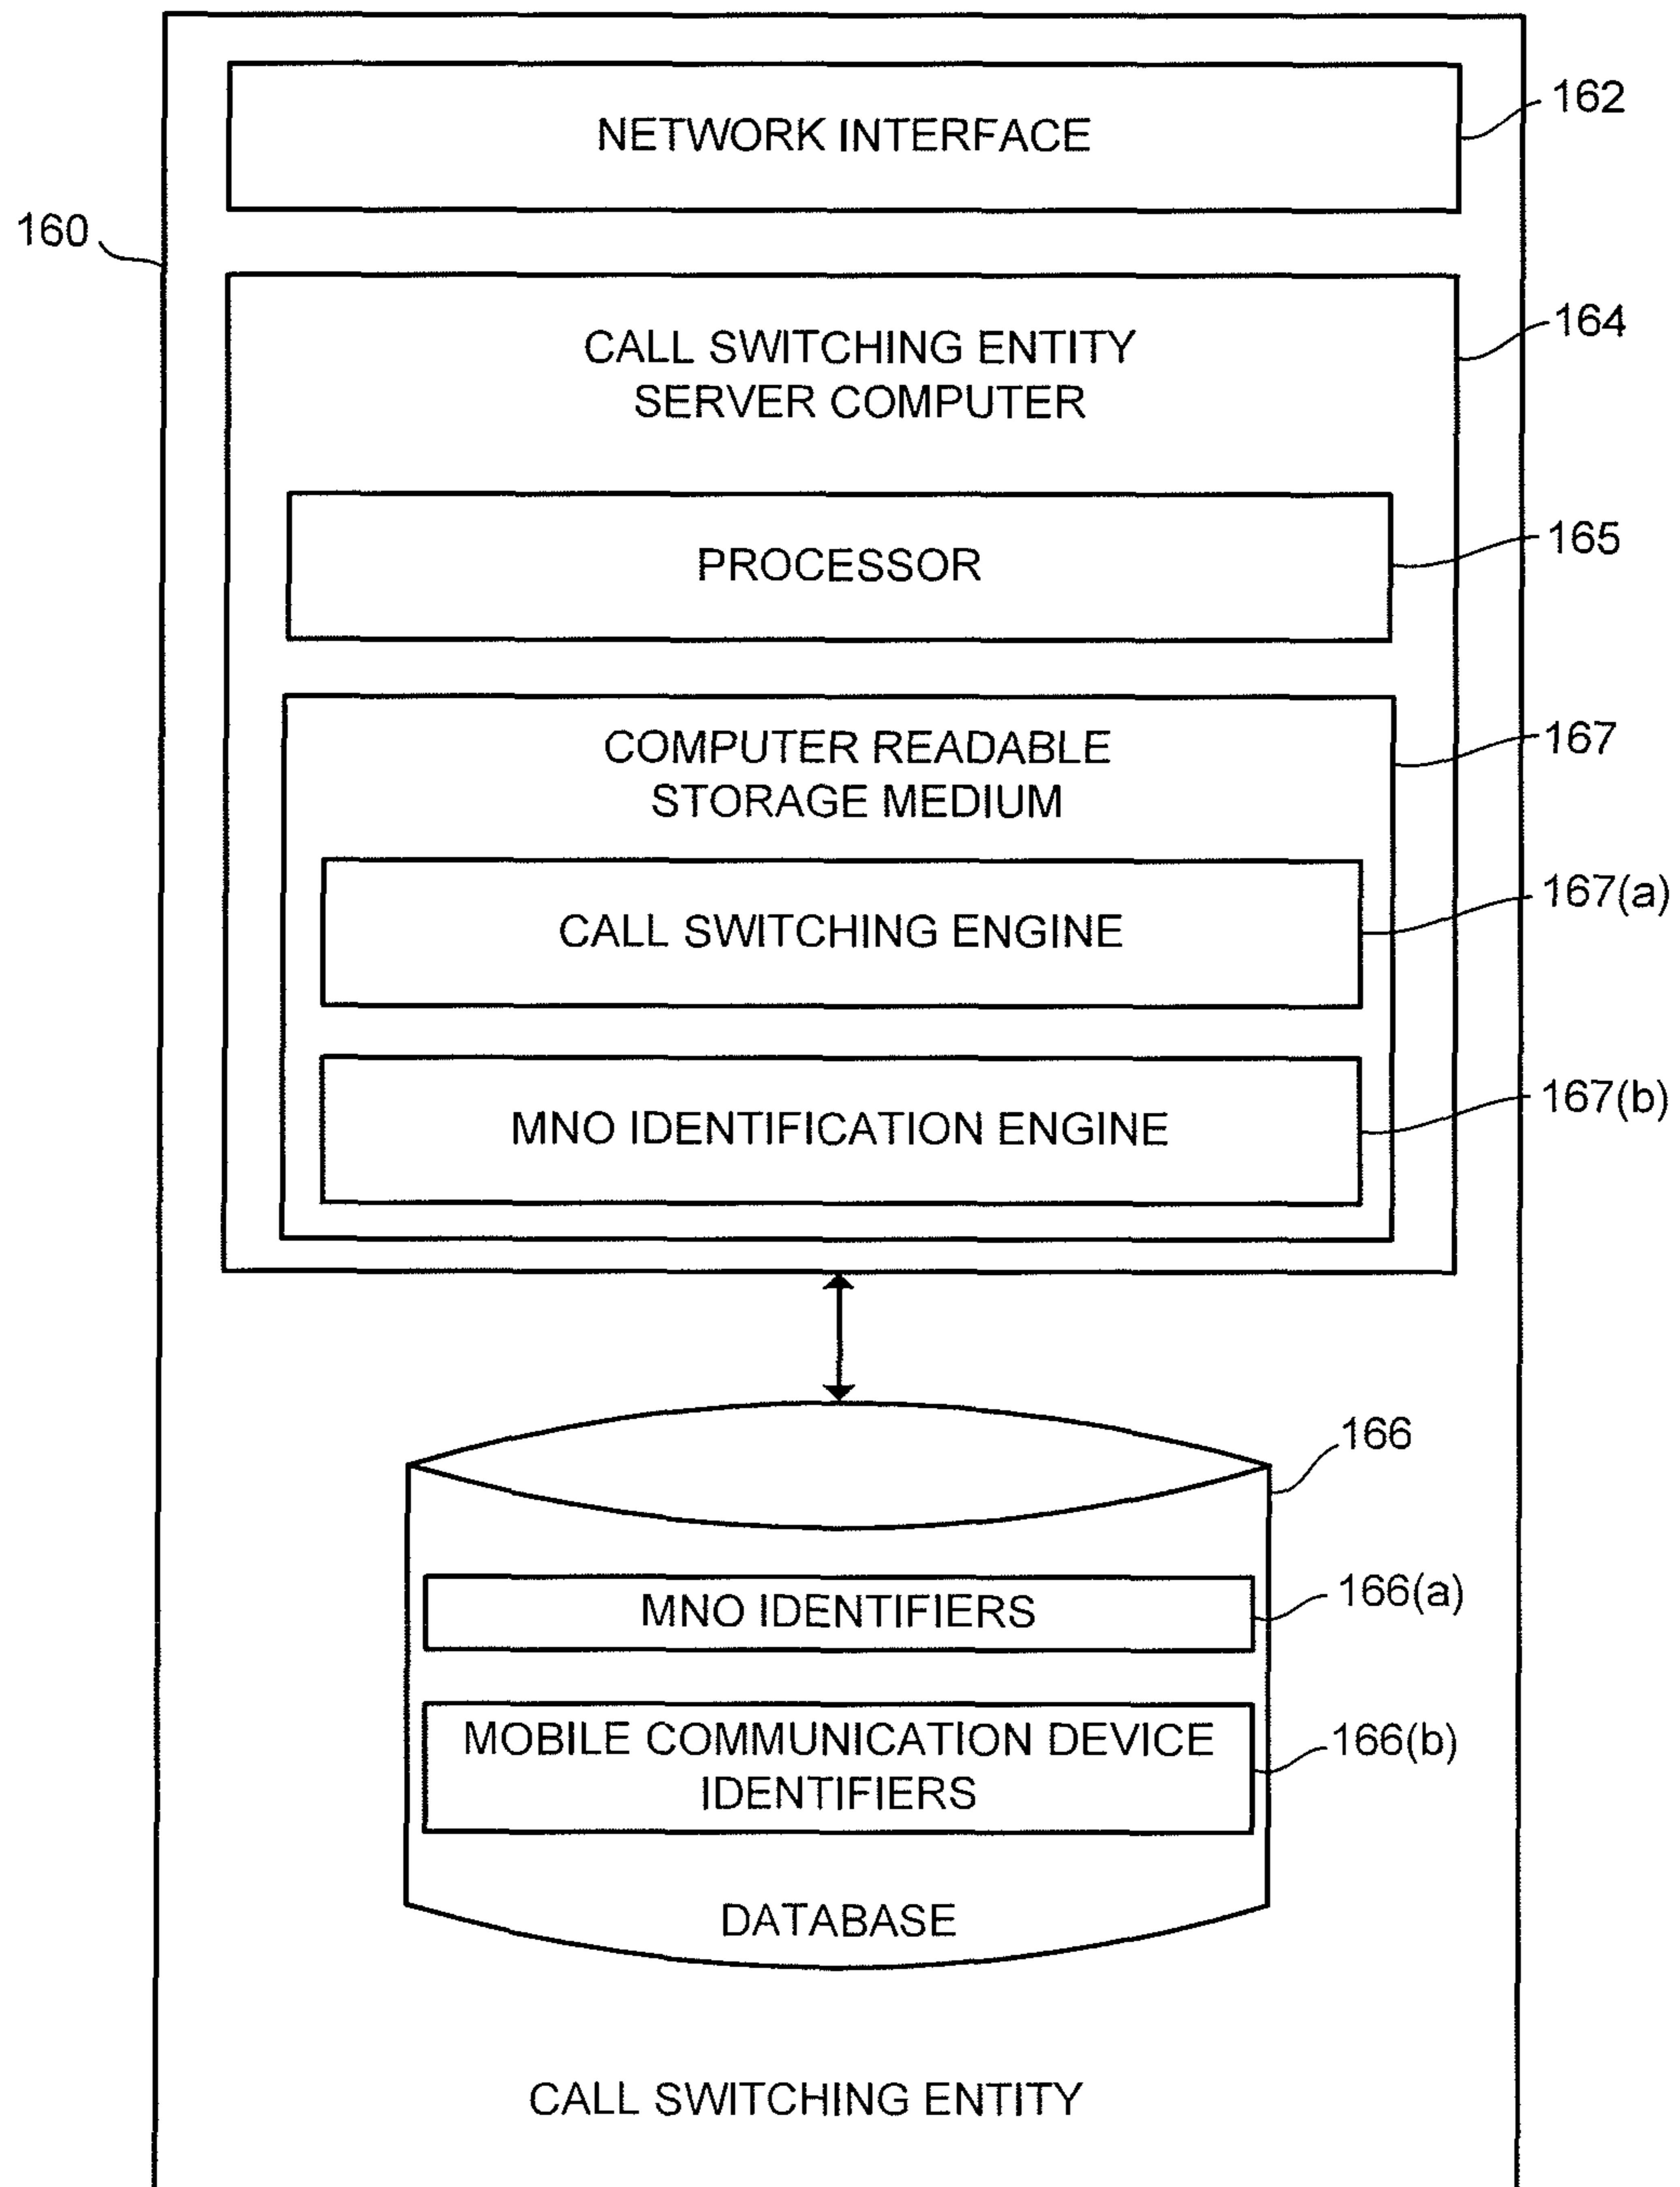 NETWORK INTERFACE
162
160
CALL SWITCHING ENTITY
SERVER COMPUTER
164
PROCESSOR
165
COMPUTER READABLE
STORAGE MEDIUM
167
CALL SWITCHING ENGINE
167(a)
MNO IDENTIFICATION ENGINE
167(b)
166
MNO IDENTIFIERS
166(a)
MOBILE COMMUNICATION DEVICE
IDENTIFIERS
166(b)
DATABASE
CALL SWITCHING ENTITY